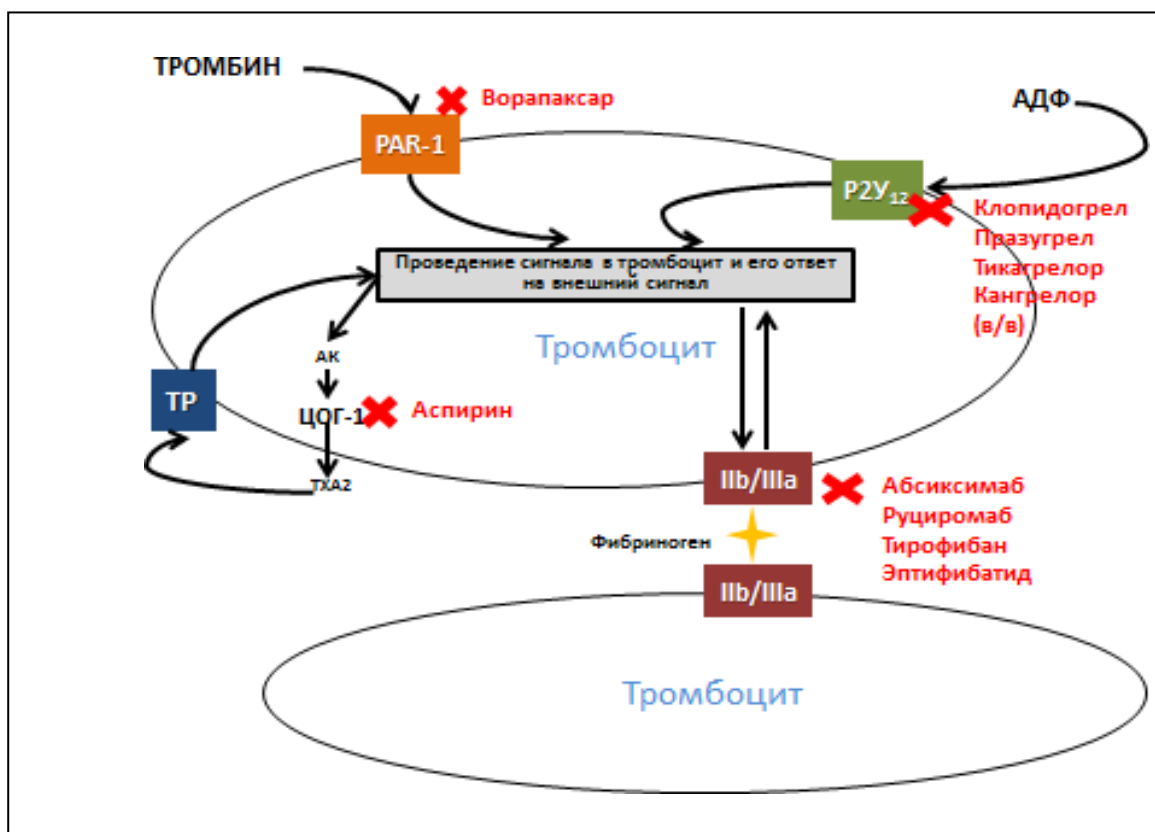 ТРОМБИН
Ворапаксар
АДФ
PAR-1
Р2У12
Клопидогрел
Празугрел
Тикагрелор
Кангрелор
(в/в)
Проведение сигнала в тромбоцит и его ответ
на внешний сигнал
Тромбоцит
АК
ТР
ЦОГ-1
Аспирин
ТХА2
IIb/IIIa
Абсиксимаб
Руциромаб
Тирофибан
Эптифибатид
Фибриноген
IIb/IIIa
Тромбоцит